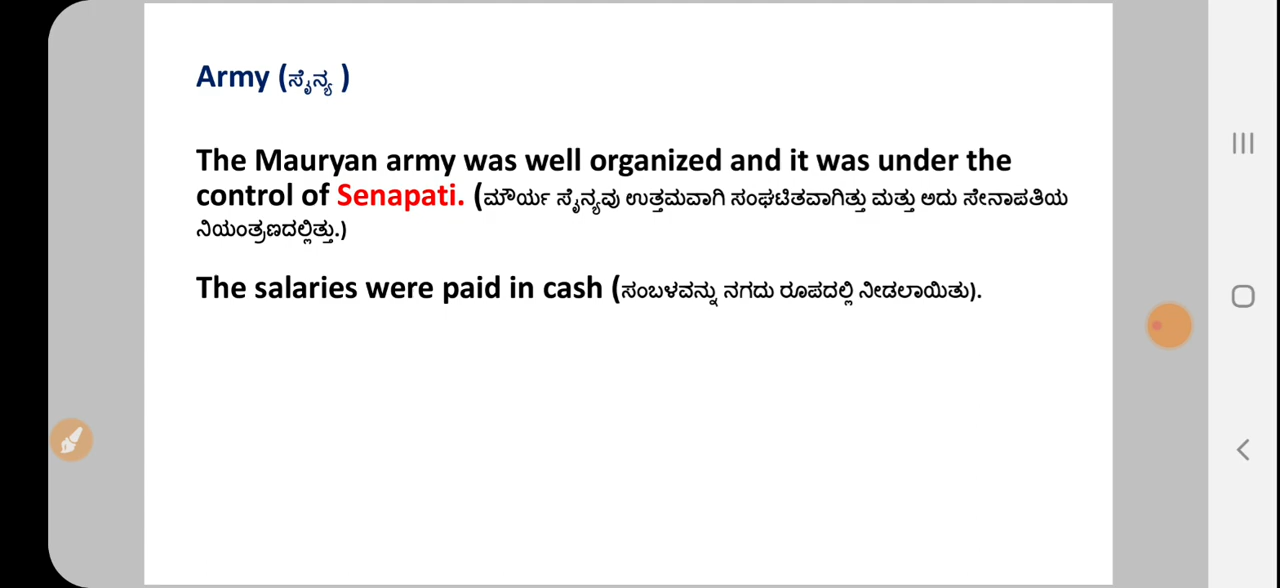 Army (ಸೈನ್ಯ )
The Mauryan army was well organized and it was under the
control of Senapati. (ಮೌರ್ಯ ಸೈನ್ಯವು ಉತ್ತಮವಾಗಿ ಸಂಘಟಿತವಾಗಿತ್ತು ಮತ್ತು ಅದು ಸೇನಾಪತಿಯ
ನಿಯಂತ್ರಣದಲ್ಲಿತ್ತು.)
The salaries were paid in cash (ಸಂಬಳವನ್ನು ನಗದು ರೂಪದಲ್ಲಿ ನೀಡಲಾಯಿತು).